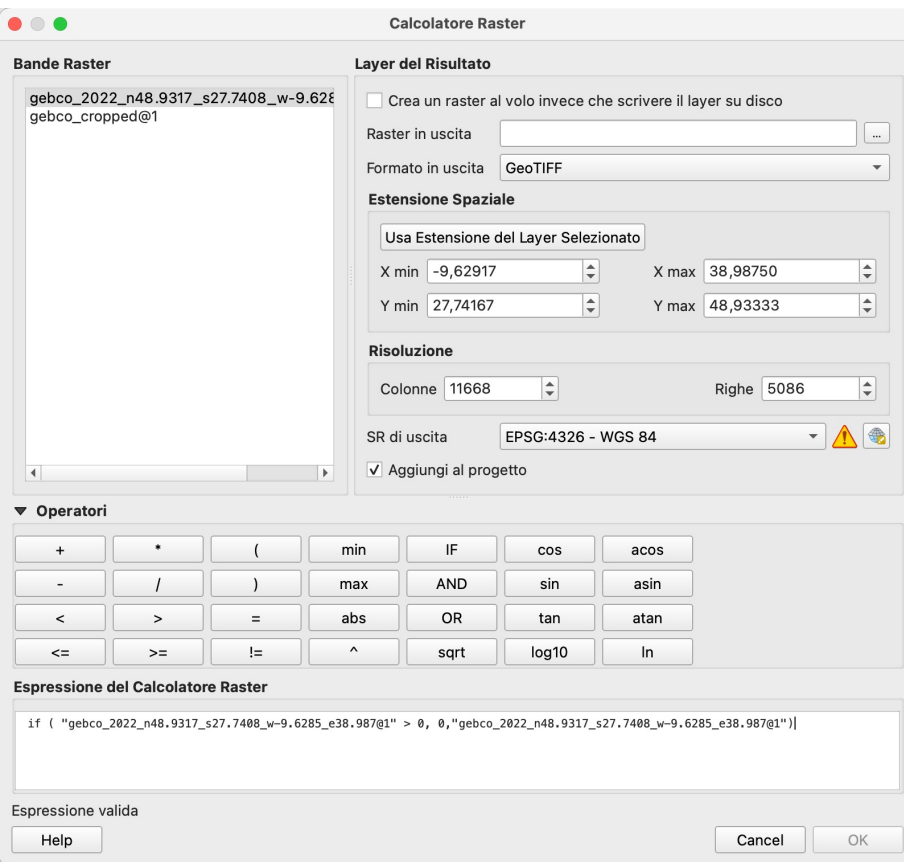 Calcolatore Raster
Bande Raster
gebco_2022_n48.9317_s27.7408_w-9.628
gebco_cropped@1
Layer del Risultato
Crea un raster al volo invece che scrivere il layer su disco
Raster in uscita
...
Formato in uscita GeoTIFF
Estensione Spaziale
Usa Estensione del Layer Selezionato
X min -9,62917 X max 38,98750
Y min 27,74167 Y max 48,93333
Risoluzione
Colonne 11668 Righe 5086
SR di uscita EPSG:4326 - WGS 84
Aggiungi al progetto
Operatori
+ * ( min IF cos acos
- / ) max AND sin asin
< > = abs OR tan atan
<= >= != ^ sqrt log10 ln
Espressione del Calcolatore Raster
if ( "gebco_2022_n48.9317_s27.7408_w-9.6285_e38.987@1" > 0, 0,"gebco_2022_n48.9317_s27.7408_w-9.6285_e38.987@1")
Espressione valida
Help Cancel OK